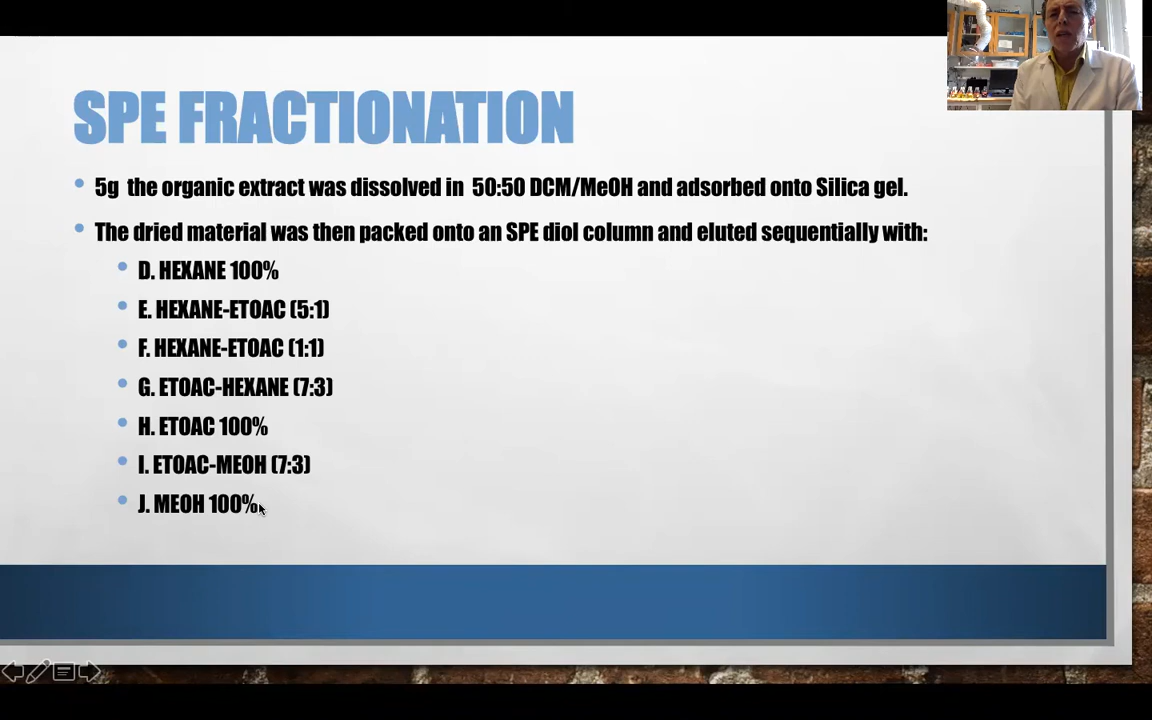 SPE FRACTIONATION
5g the organic extract was dissolved in 50:50 DCM/MeOH and adsorbed onto Silica gel.
The dried material was then packed onto an SPE diol column and eluted sequentially with:
D. HEXANE 100%
E. HEXANE-ETOAC (5:1)
F. HEXANE-ETOAC (1:1)
G. ETOAC-HEXANE (7:3)
H. ETOAC 100%
I. ETOAC-MEOH (7:3)
J. MEOH 100%